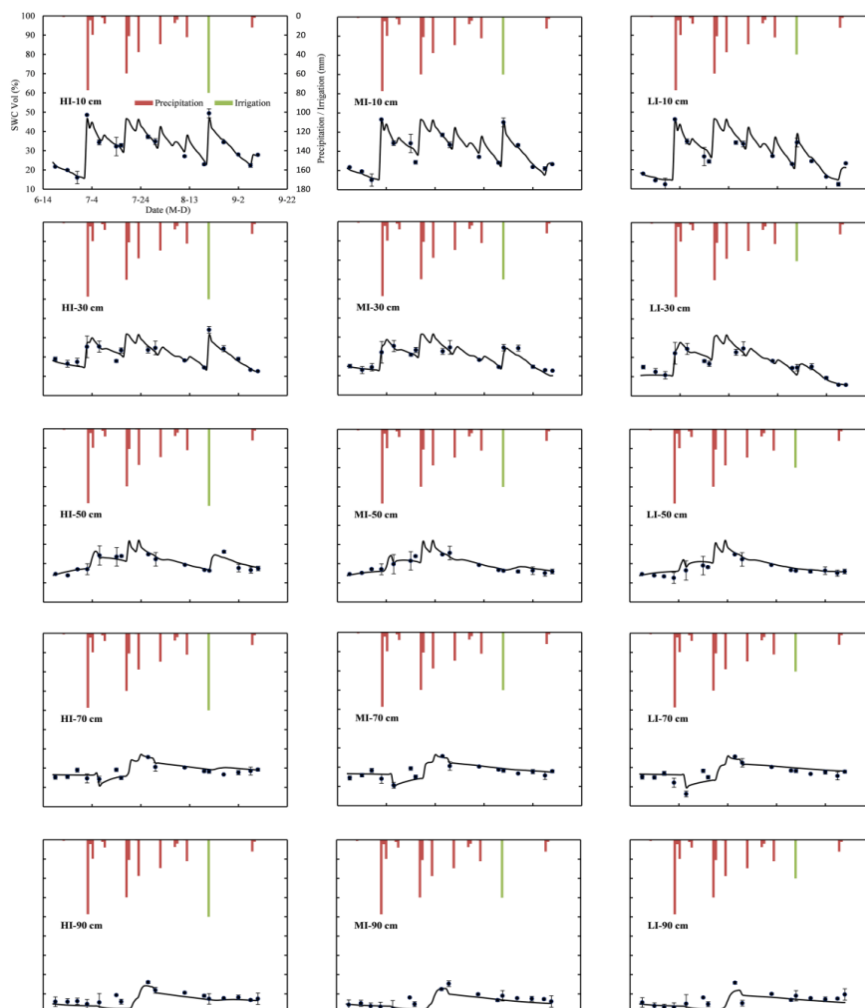 100
90
80
70
60
50
40
30
20
10
SWC Vol (%)
0
20
40
60
80
100
120
140
160
180
Precipitation / Irrigation (mm)
HI-10 cm
Precipitation
Irrigation
6-14
7-4
7-24
8-13
9-2
9-22
Date (M-D)
MI-10 cm
LI-10 cm
HI-30 cm
MI-30 cm
LI-30 cm
HI-50 cm
MI-50 cm
LI-50 cm
HI-70 cm
MI-70 cm
LI-70 cm
HI-90 cm
MI-90 cm
LI-90 cm